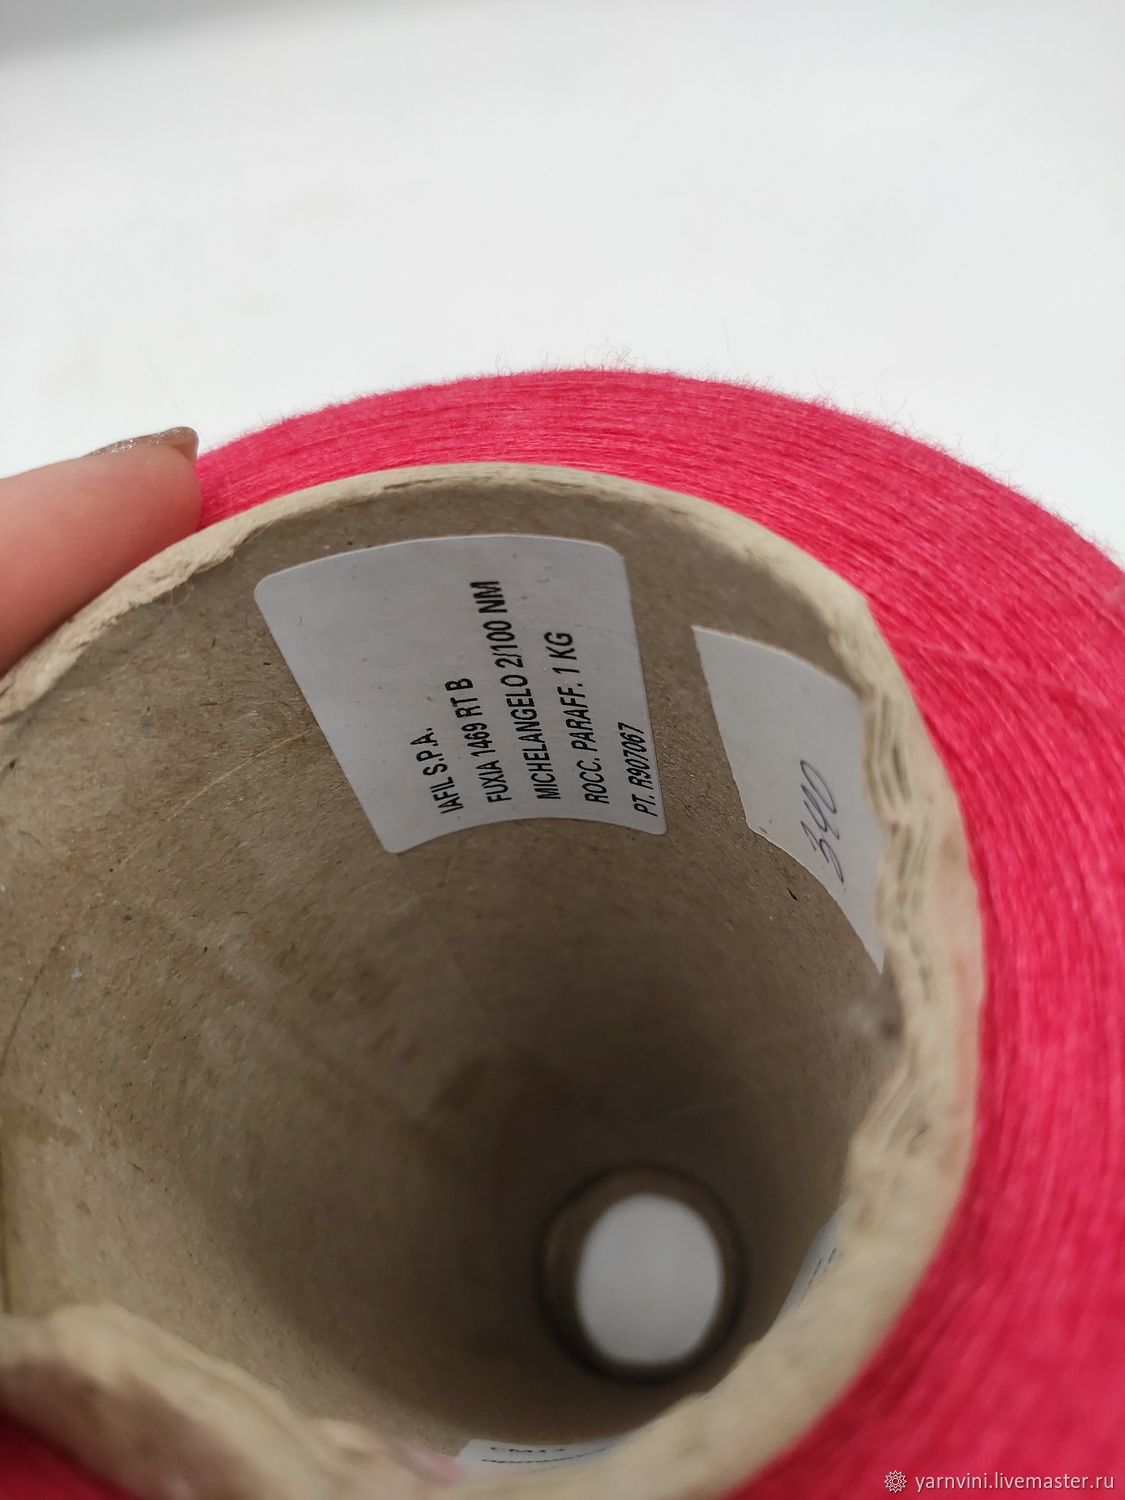 IAFIL S.P.A.
FUXIA 1469 RT B
MICHELANGELO 2/100 NM
ROCC. PARAFF. 1 KG
PT. R907067
340
yarnvini.livemaster.ru